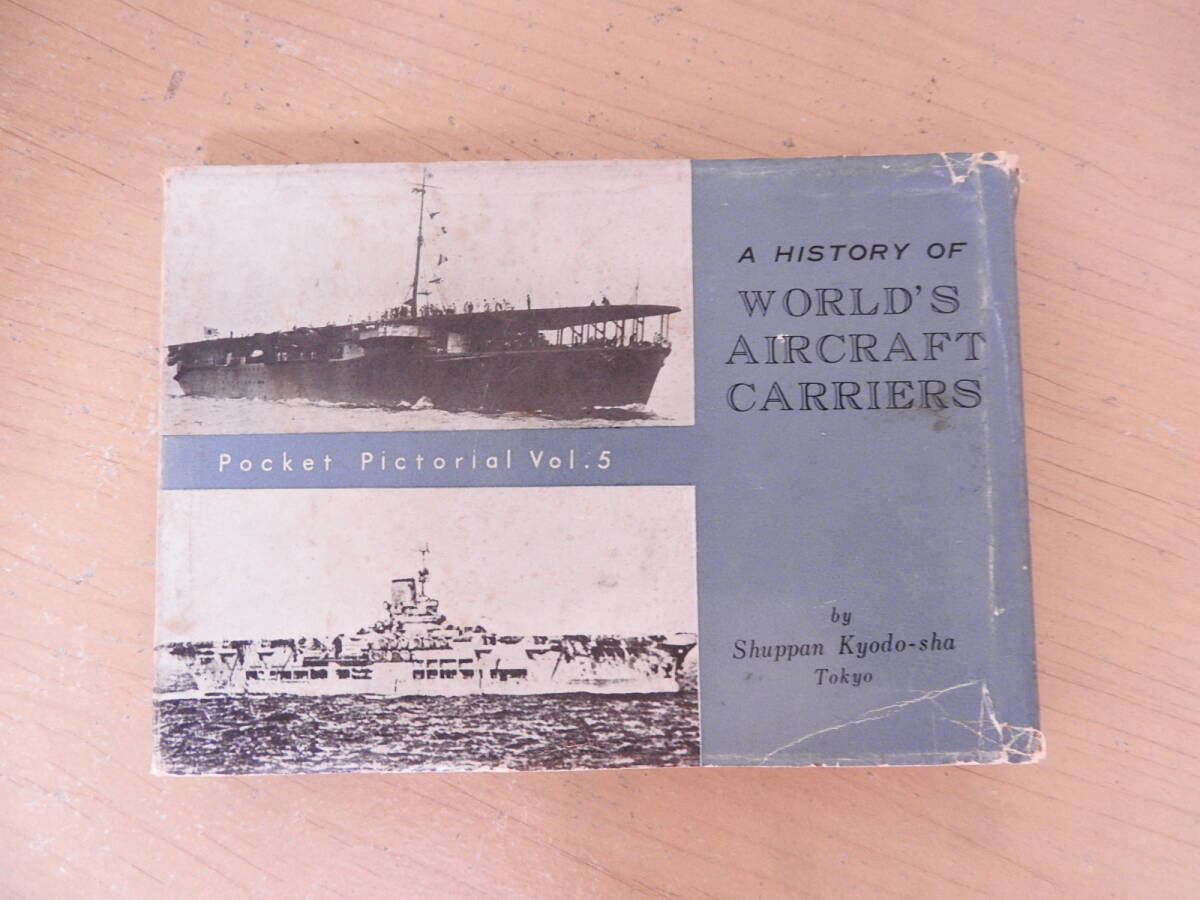 A HISTORY OF
WORLD'S
AIRCRAFT
CARRIERS
Pocket Pictorial Vol.5
by
Shuppan Kyodo-sha
Tokyo